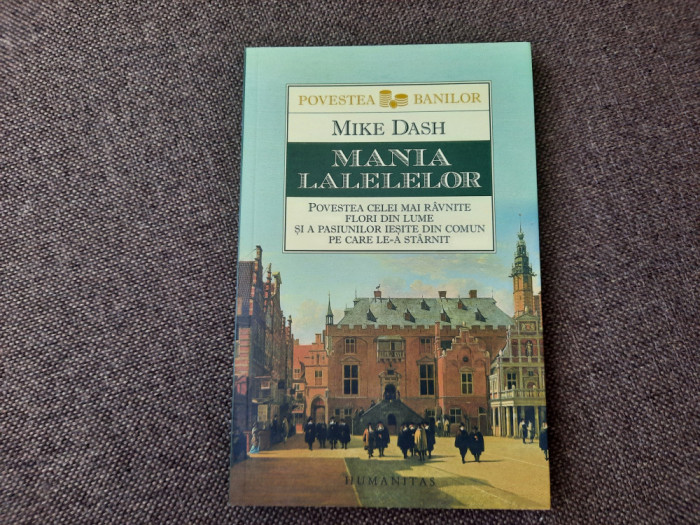 POVESTEA BANILOR
MIKE DASH
MANIA
LALELELOR
POVESTEA CELEI MAI RÂVNITE
FLORI DIN LUME
ȘI A PASIUNILOR IEȘITE DIN COMUN
PE CARE LE-A STÂRNIT
HUMANITAS